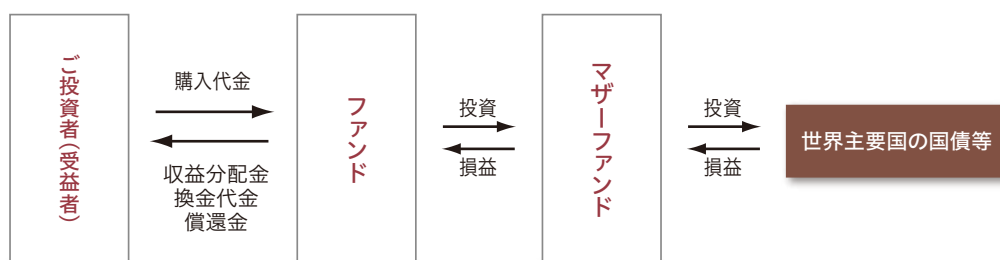 ご投資者(受益者)
購入代金
収益分配金
換金代金
償還金
ファンド
投資
損益
マザーファンド
投資
損益
世界主要国の国債等